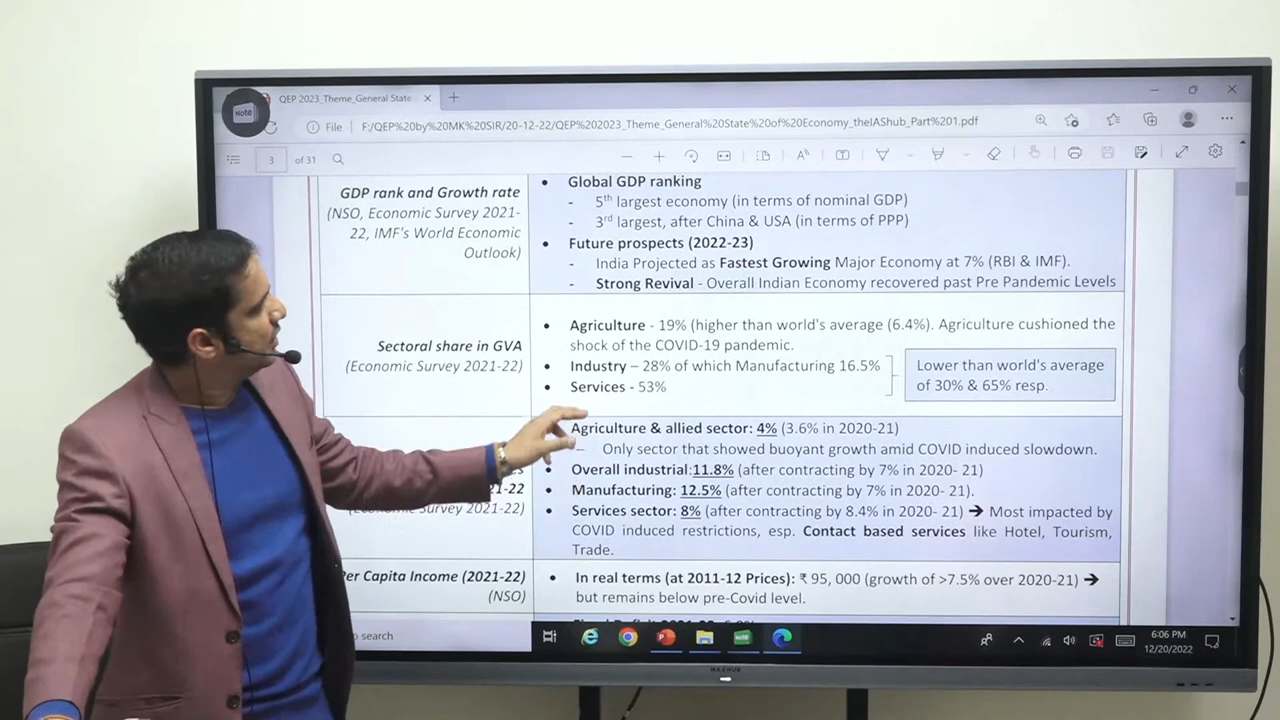 Note
QEP 2023_Theme_General State
File F:/QEP%20by%20MK%20SIR/20-12-22/QEP%202023_Theme_General%20State%20of%20Economy_theIAShub_Part%201.pdf
3 of 31
GDP rank and Growth rate
(NSO, Economic Survey 2021-
22, IMF's World Economic
Outlook)
• Global GDP ranking
- 5th largest economy (in terms of nominal GDP)
- 3rd largest, after China & USA (in terms of PPP)
• Future prospects (2022-23)
- India Projected as Fastest Growing Major Economy at 7% (RBI & IMF).
- Strong Revival - Overall Indian Economy recovered past Pre Pandemic Levels
Sectoral share in GVA
(Economic Survey 2021-22)
• Agriculture - 19% (higher than world's average (6.4%). Agriculture cushioned the
shock of the COVID-19 pandemic.
• Industry – 28% of which Manufacturing 16.5%
• Services - 53%
Lower than world's average
of 30% & 65% resp.
1-22
(Economic Survey 2021-22)
Agriculture & allied sector: 4% (3.6% in 2020-21)
– Only sector that showed buoyant growth amid COVID induced slowdown.
• Overall industrial:11.8% (after contracting by 7% in 2020- 21)
• Manufacturing: 12.5% (after contracting by 7% in 2020- 21).
• Services sector: 8% (after contracting by 8.4% in 2020- 21) → Most impacted by
COVID induced restrictions, esp. Contact based services like Hotel, Tourism,
Trade.
Per Capita Income (2021-22)
(NSO)
• In real terms (at 2011-12 Prices): ₹ 95, 000 (growth of >7.5% over 2020-21) →
but remains below pre-Covid level.
o search
6:06 PM
12/20/2022
MAXHUB